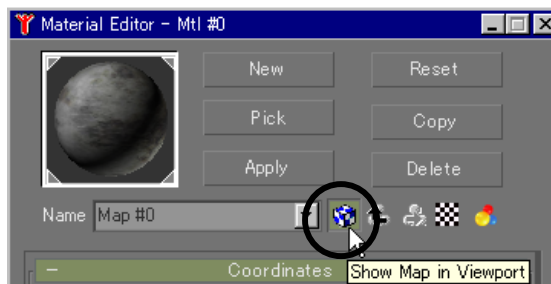 Material Editor - Mtl #0
New
Reset
Pick
Copy
Apply
Delete
Name Map #0
Coordinates
Show Map in Viewport